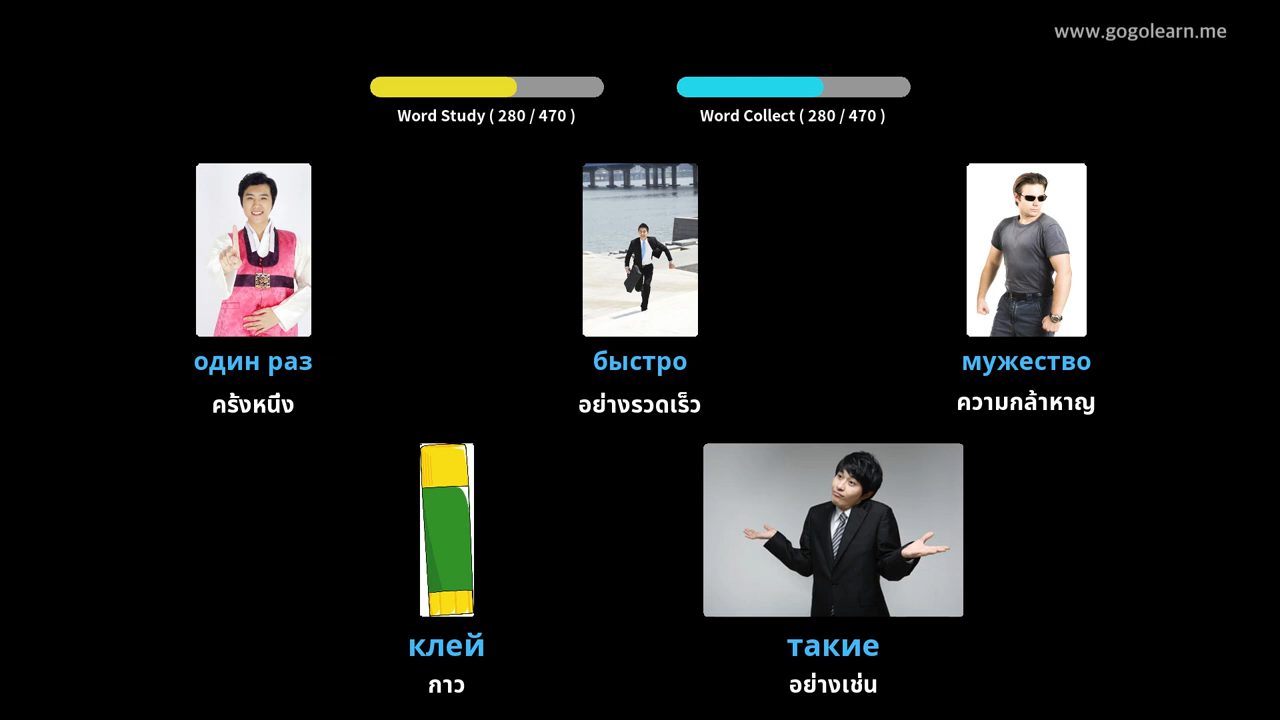 www.gogolearn.me
Word Study ( 280 / 470 )
Word Collect ( 280 / 470 )
один раз
быстро
мужество
ครั้งหนึ่ง
อย่างรวดเร็ว
ความกล้าหาญ
клей
такие
กาว
อย่างเช่น